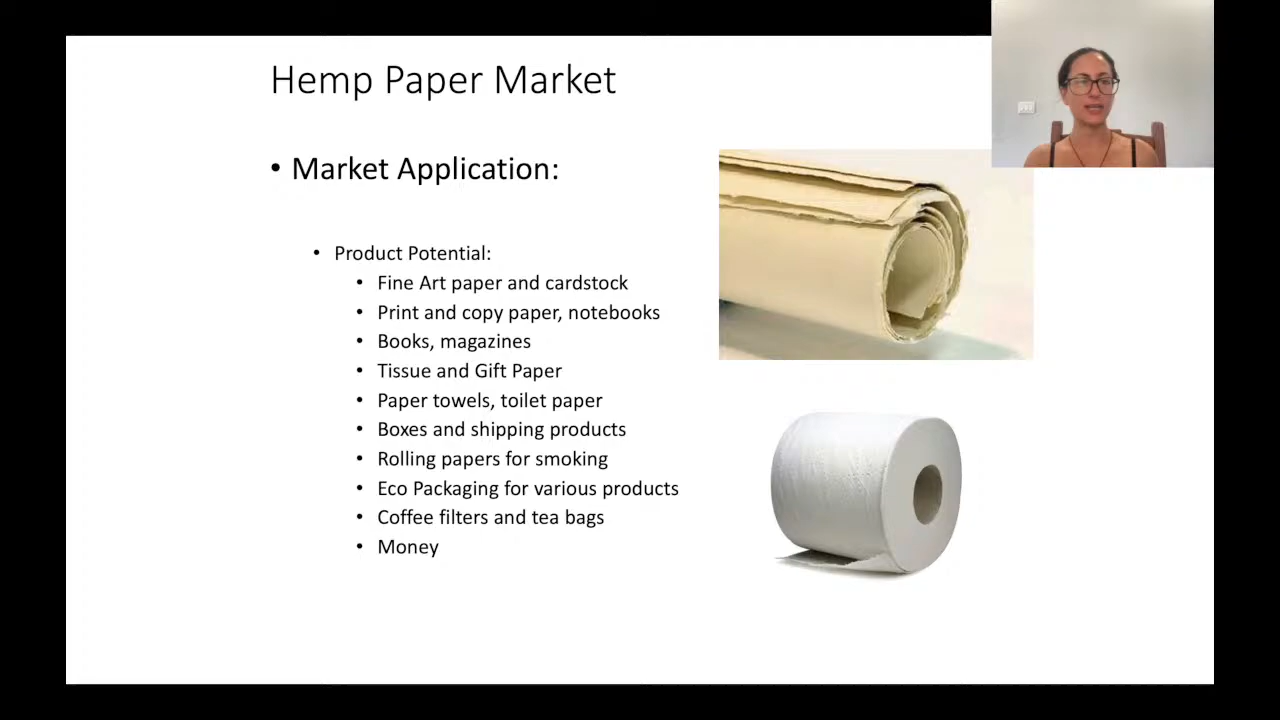 Hemp Paper Market
• Market Application:
• Product Potential:
• Fine Art paper and cardstock
• Print and copy paper, notebooks
• Books, magazines
• Tissue and Gift Paper
• Paper towels, toilet paper
• Boxes and shipping products
• Rolling papers for smoking
• Eco Packaging for various products
• Coffee filters and tea bags
• Money